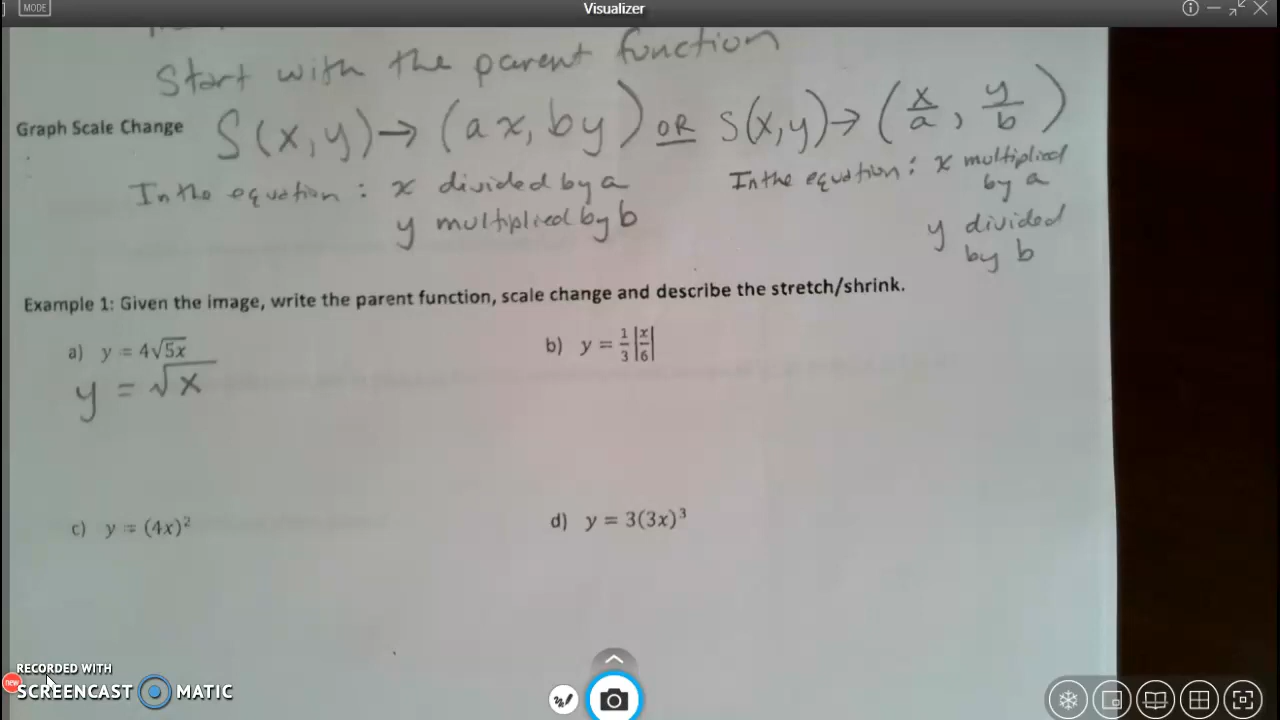 MODE
Visualizer
Start with the parent function
Graph Scale Change S(x,y)→(ax, by) OR S(x,y)→(x/a, y/b)
In the equation: x divided by a
y multiplied by b
In the equation: x multiplied
by a
y divided
by b
Example 1: Given the image, write the parent function, scale change and describe the stretch/shrink.
a) y = 4√5x
y = √x
b) y = 1/3 |x/6|
c) y = (4x)²
d) y = 3(3x)³
RECORDED WITH
new
SCREENCAST MATIC